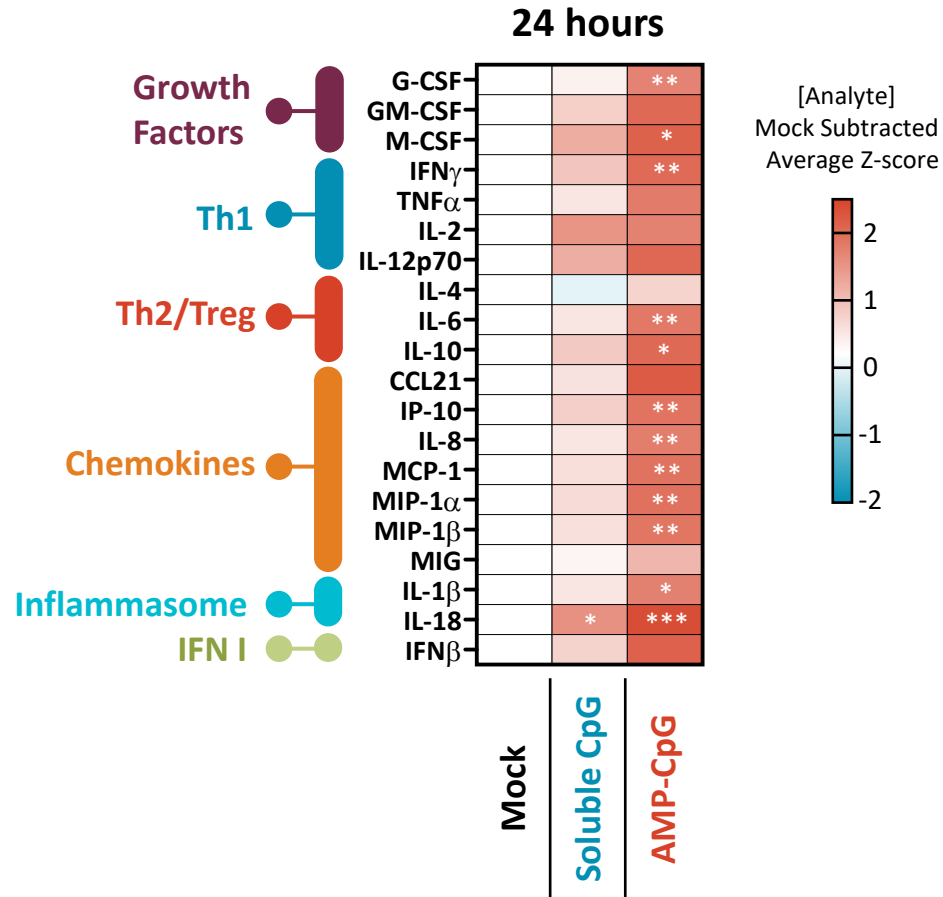 24 hours
Growth
Factors
Th1
Th2/Treg
Chemokines
Inflammasome
IFN I
G-CSF **
GM-CSF
M-CSF *
IFNγ **
TNFα
IL-2
IL-12p70
IL-4
IL-6 **
IL-10 *
CCL21
IP-10 **
IL-8 **
MCP-1 **
MIP-1α **
MIP-1β **
MIG
IL-1β *
IL-18 * ***
IFNβ
[Analyte]
Mock Subtracted
Average Z-score
2
1
0
-1
-2
Mock
Soluble CpG
AMP-CpG